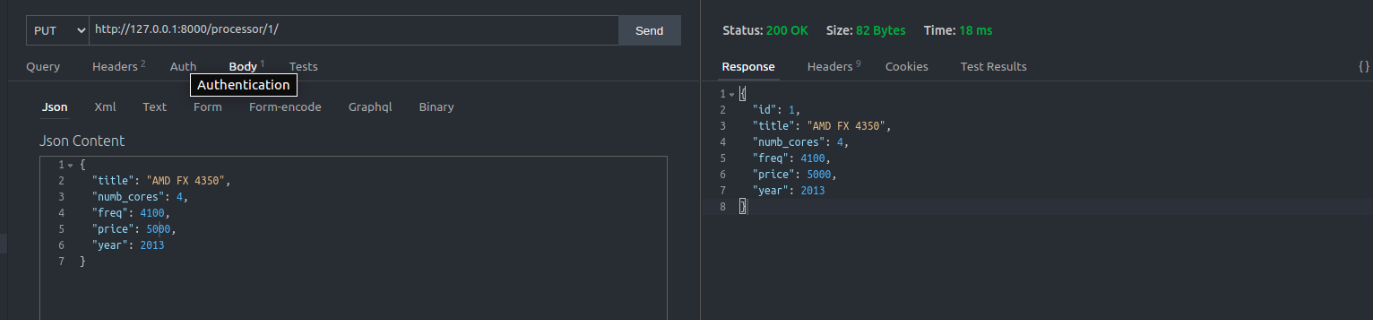 PUT http://127.0.0.1:8000/processor/1/ Send
Query Headers 2 Auth Body 1 Tests
Authentication
Json Xml Text Form Form-encode Graphql Binary
Json Content
1 {
2 "title": "AMD FX 4350",
3 "numb_cores": 4,
4 "freq": 4100,
5 "price": 5000,
6 "year": 2013
7 }
Status: 200 OK Size: 82 Bytes Time: 18 ms
Response Headers 9 Cookies Test Results {}
1 {
2 "id": 1,
3 "title": "AMD FX 4350",
4 "numb_cores": 4,
5 "freq": 4100,
6 "price": 5000,
7 "year": 2013
8 }